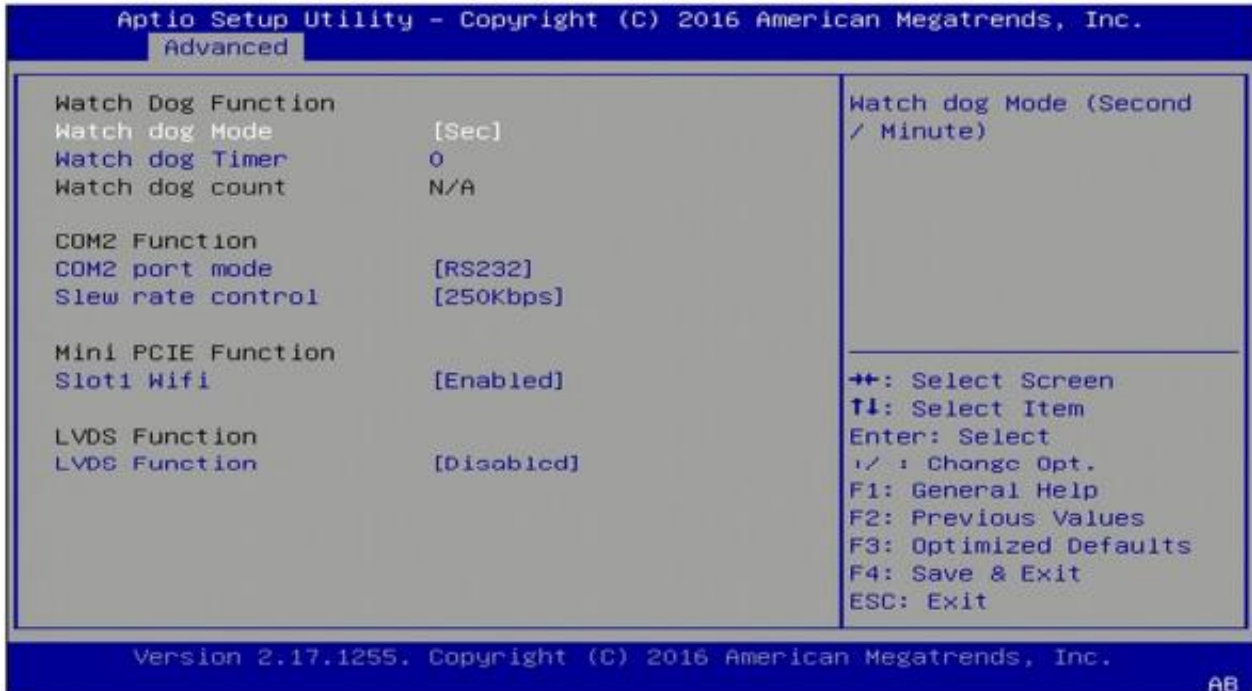 Aptio Setup Utility – Copyright (C) 2016 American Megatrends, Inc.
Advanced
Watch Dog Function
Watch dog Mode [Sec]
Watch dog Timer 0
Watch dog count N/A
COM2 Function
COM2 port mode [RS232]
Slew rate control [250Kbps]
Mini PCIE Function
Slot1 Wifi [Enabled]
LVDS Function
LVDS Function [Disabled]
Watch dog Mode (Second
/ Minute)
→←: Select Screen
↑↓: Select Item
Enter: Select
+/-: Change Opt.
F1: General Help
F2: Previous Values
F3: Optimized Defaults
F4: Save & Exit
ESC: Exit
Version 2.17.1255. Copyright (C) 2016 American Megatrends, Inc.
AB